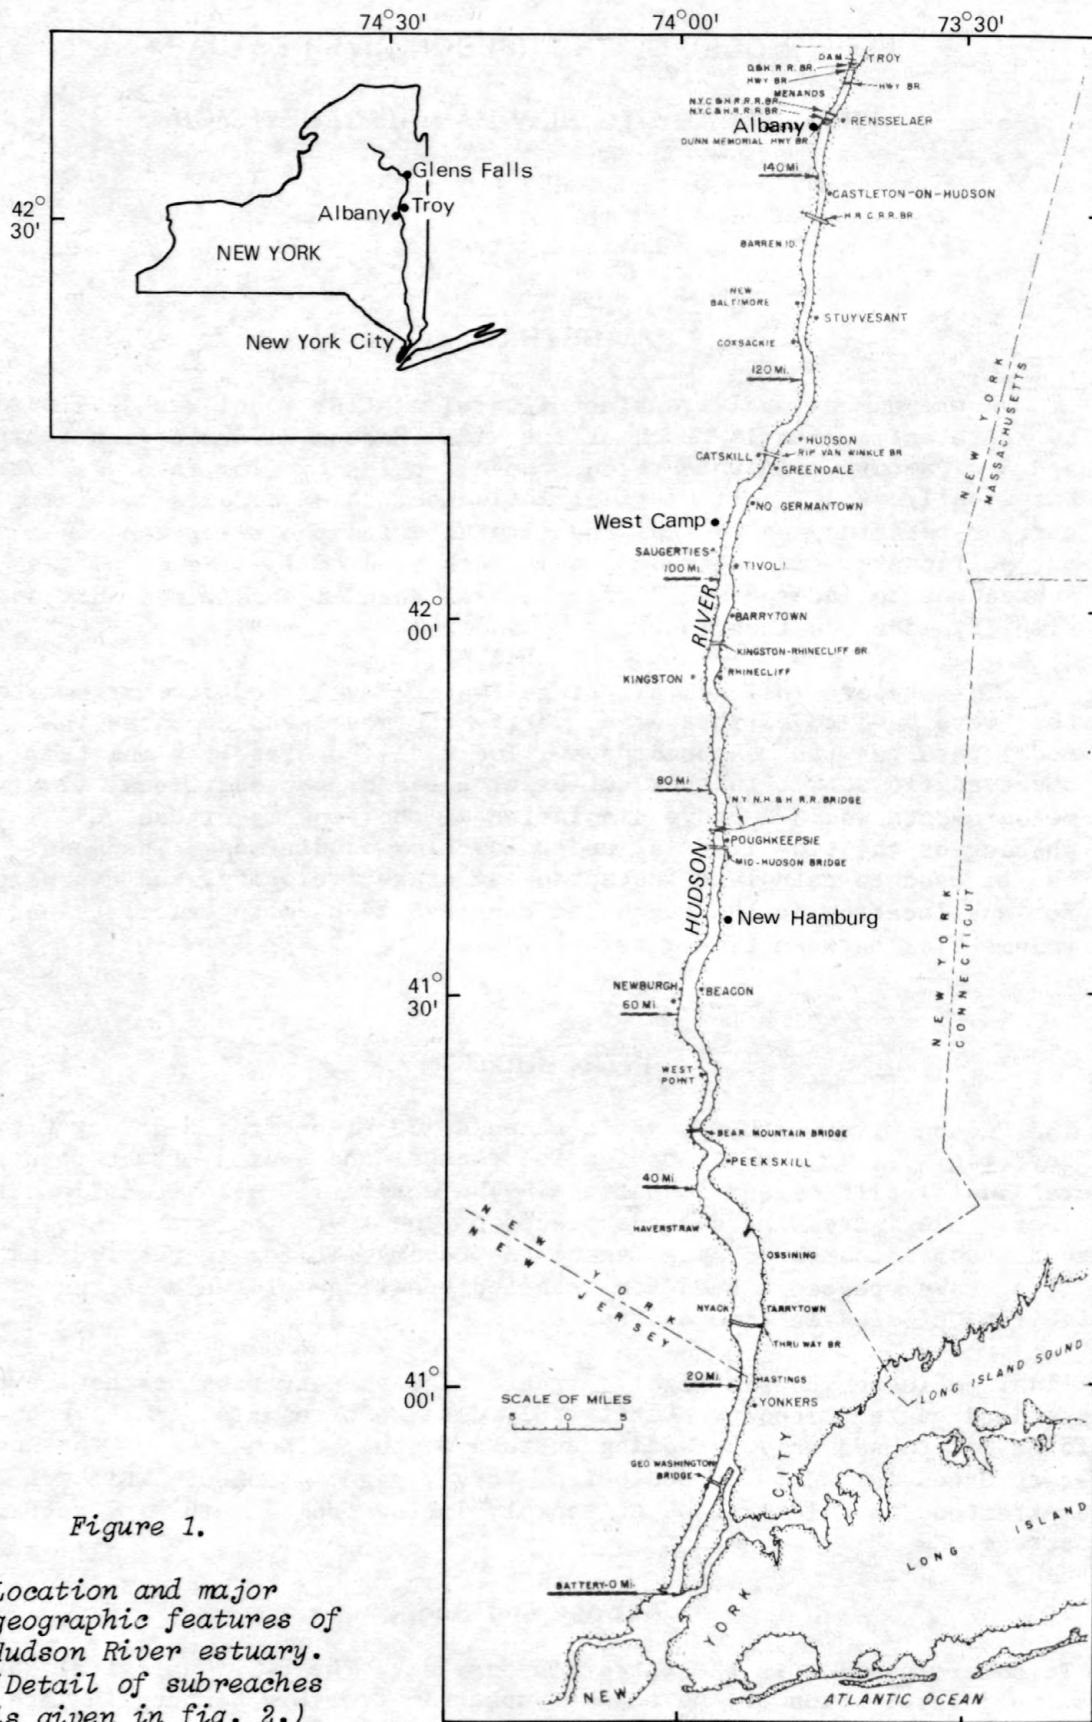 74°30'
74°00'
73°30'
42°
30'
Glens Falls
Albany
Troy
NEW YORK
New York City
DAM
TROY
D.& H. R. R. BR.
HWY BR.
HWY BR
MENANDS
N.Y.C & H.R.R.R. BR.
N.Y.C. & H.R.R.R. BR.
RENSSELAER
Albany
DUNN MEMORIAL HWY BR.
140 Mi.
CASTLETON-ON-HUDSON
H.R.C.R.R. BR.
BARREN ID.
NEW
BALTIMORE
STUYVESANT
COXSACKIE
120 Mi.
HUDSON
CATSKILL
RIP VAN WINKLE BR
GREENDALE
NO GERMANTOWN
West Camp
SAUGERTIES
100 Mi.
TIVOLI
42°
00'
BARRYTOWN
KINGSTON-RHINECLIFF BR.
RHINECLIFF
KINGSTON
HUDSON RIVER
80 Mi.
N.Y. N.H. & H R.R. BRIDGE
POUGHKEEPSIE
MID-HUDSON BRIDGE
New Hamburg
41°
30'
NEWBURGH
BEACON
60 Mi.
WEST
POINT
BEAR MOUNTAIN BRIDGE
PEEKSKILL
40 Mi.
HAVERSTRAW
OSSINING
NYACK
TARRYTOWN
THRU WAY BR.
NEW YORK
NEW JERSEY
NEW YORK
MASSACHUSETTS
NEW YORK
CONNECTICUT
41°
00'
20 Mi.
HASTINGS
YONKERS
SCALE OF MILES
5 0 5
GEO WASHINGTON
BRIDGE
BATTERY-0 Mi.
NEW YORK CITY
LONG ISLAND SOUND
LONG ISLAND
ATLANTIC OCEAN
Figure 1.
Location and major
geographic features of
Hudson River estuary.
(Detail of subreaches
is given in fig. 2.)